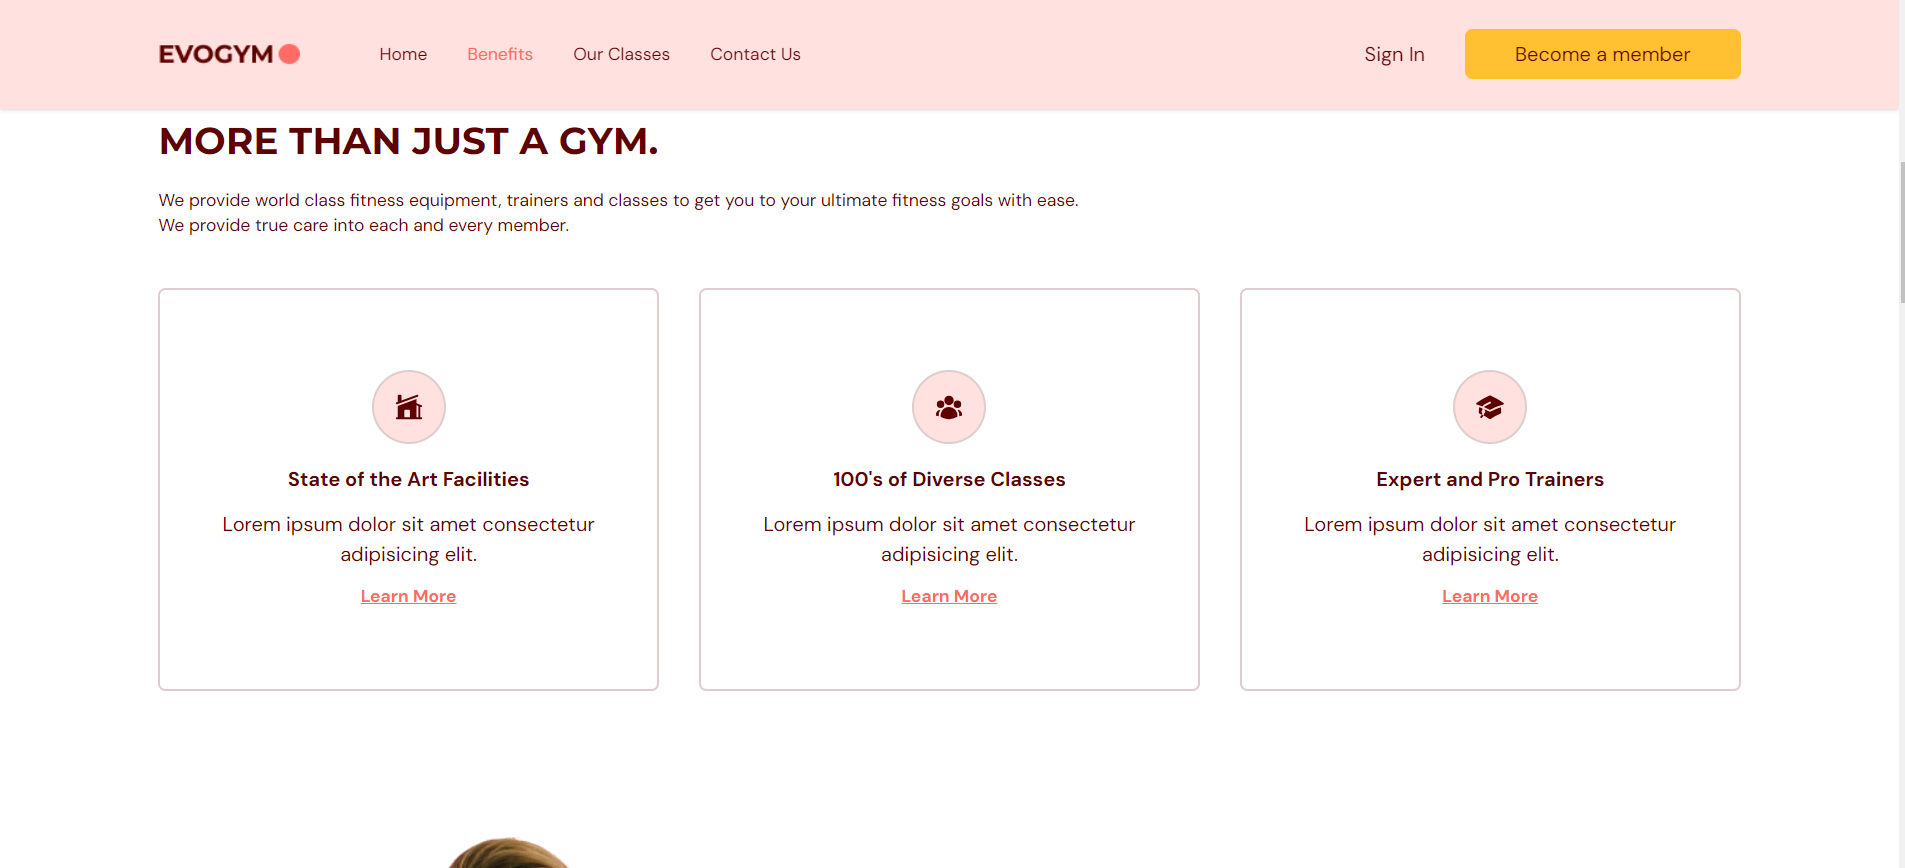 EVOGYM
Home
Benefits
Our Classes
Contact Us
Sign In
Become a member
MORE THAN JUST A GYM.
We provide world class fitness equipment, trainers and classes to get you to your ultimate fitness goals with ease.
We provide true care into each and every member.
State of the Art Facilities
Lorem ipsum dolor sit amet consectetur
adipisicing elit.
Learn More
100's of Diverse Classes
Lorem ipsum dolor sit amet consectetur
adipisicing elit.
Learn More
Expert and Pro Trainers
Lorem ipsum dolor sit amet consectetur
adipisicing elit.
Learn More